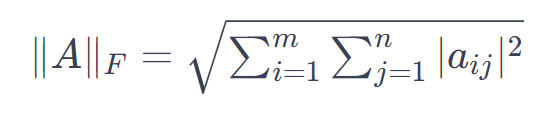 ‖A‖_F = √(∑_{i=1}^{m} ∑_{j=1}^{n} |a_{ij}|^2)